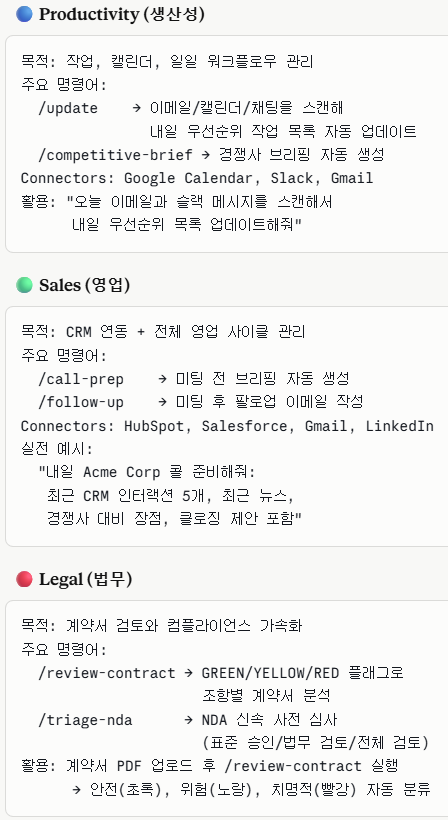 Productivity (생산성)
목적: 작업, 캘린더, 일일 워크플로우 관리
주요 명령어:
/update → 이메일/캘린더/채팅을 스캔해
내일 우선순위 작업 목록 자동 업데이트
/competitive-brief → 경쟁사 브리핑 자동 생성
Connectors: Google Calendar, Slack, Gmail
활용: "오늘 이메일과 슬랙 메시지를 스캔해서
내일 우선순위 목록 업데이트해줘"
Sales (영업)
목적: CRM 연동 + 전체 영업 사이클 관리
주요 명령어:
/call-prep → 미팅 전 브리핑 자동 생성
/follow-up → 미팅 후 팔로업 이메일 작성
Connectors: HubSpot, Salesforce, Gmail, LinkedIn
실전 예시:
"내일 Acme Corp 콜 준비해줘:
최근 CRM 인터랙션 5개, 최근 뉴스,
경쟁사 대비 장점, 클로징 제안 포함"
Legal (법무)
목적: 계약서 검토와 컴플라이언스 가속화
주요 명령어:
/review-contract → GREEN/YELLOW/RED 플래그로
조항별 계약서 분석
/triage-nda → NDA 신속 사전 심사
(표준 승인/법무 검토/전체 검토)
활용: 계약서 PDF 업로드 후 /review-contract 실행
→ 안전(초록), 위험(노랑), 치명적(빨강) 자동 분류